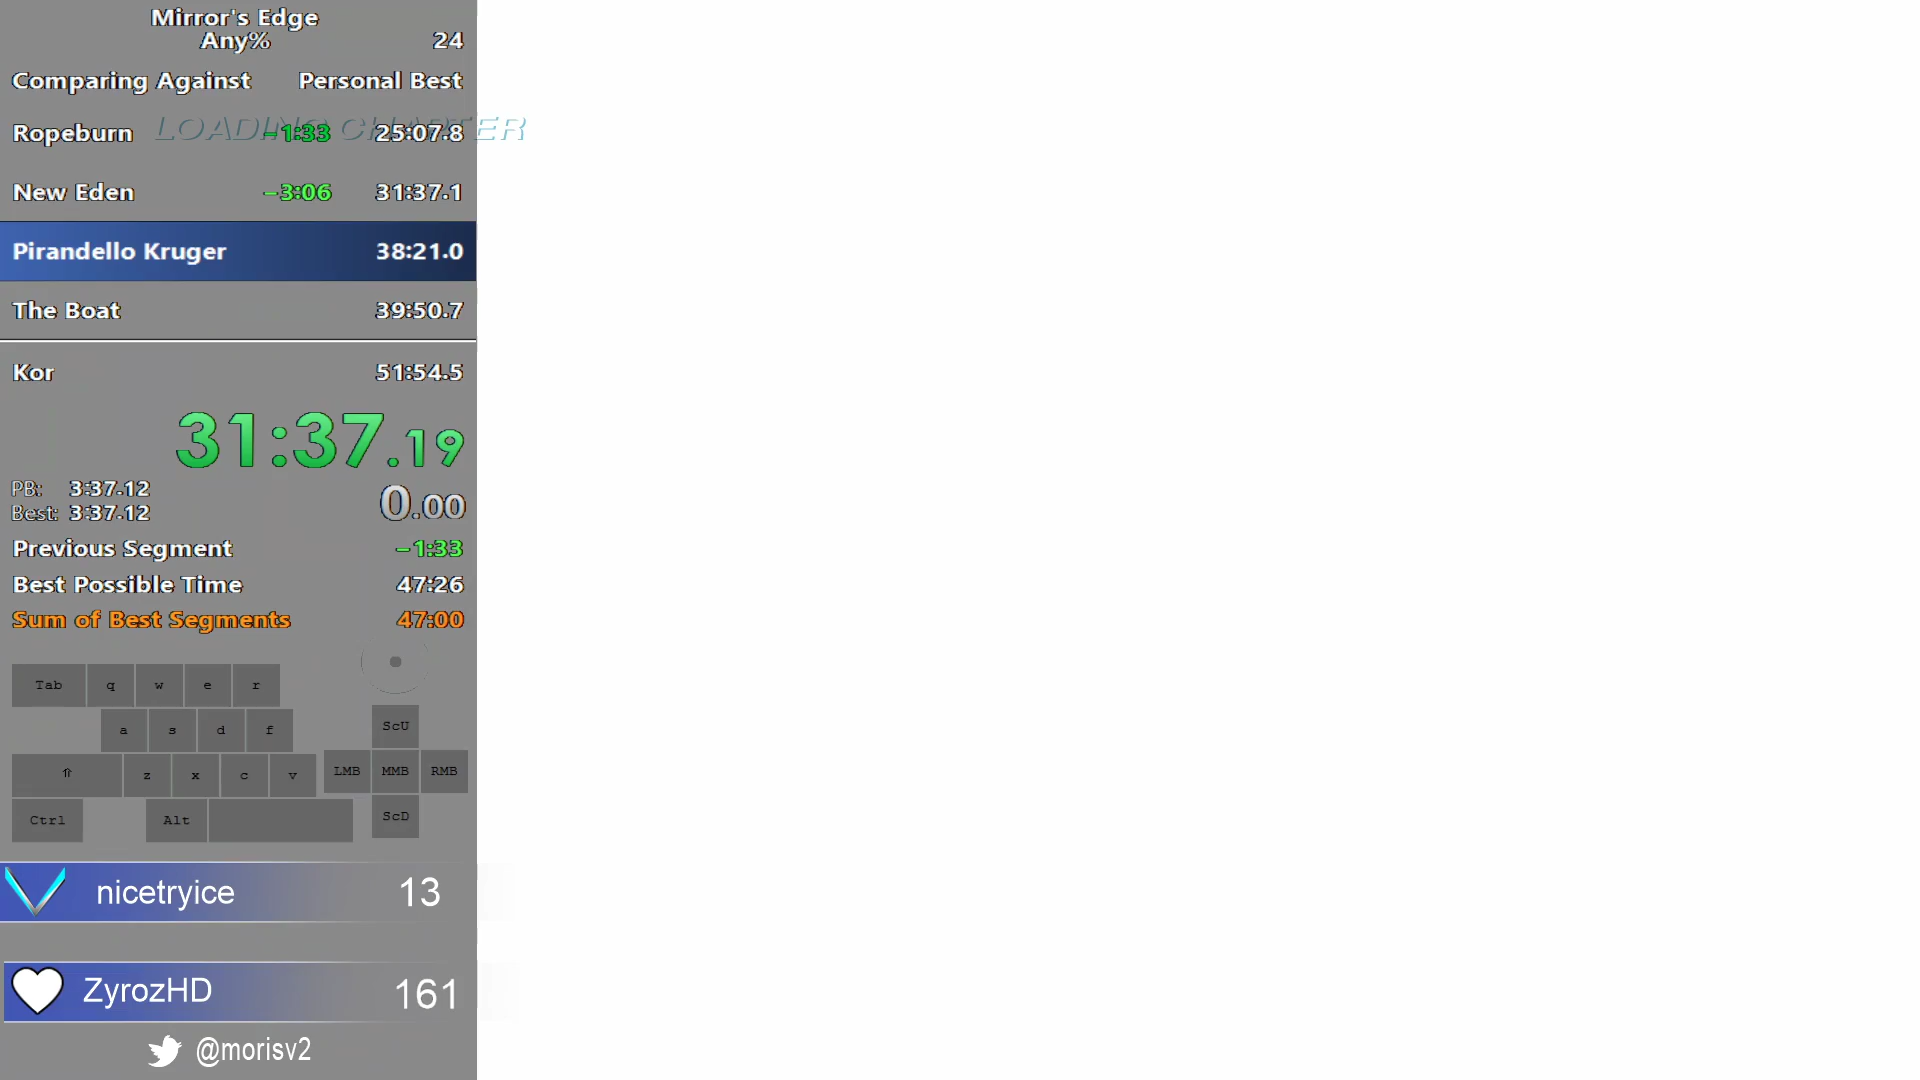 Mirror's Edge
Any% 24
Comparing Against Personal Best
LOADING CHAPTER
Ropeburn −1:33 25:07.8
New Eden −3:06 31:37.1
Pirandello Kruger 38:21.0
The Boat 39:50.7
Kor 51:54.5
31:37.19
PB: 3:37.12
Best: 3:37.12
0.00
Previous Segment −1:33
Best Possible Time 47:26
Sum of Best Segments 47:00
Tab q w e r
ScU
a s d f
⇧ z x c v LMB MMB RMB
Ctrl Alt ScD
nicetryice 13
ZyrozHD 161
@morisv2